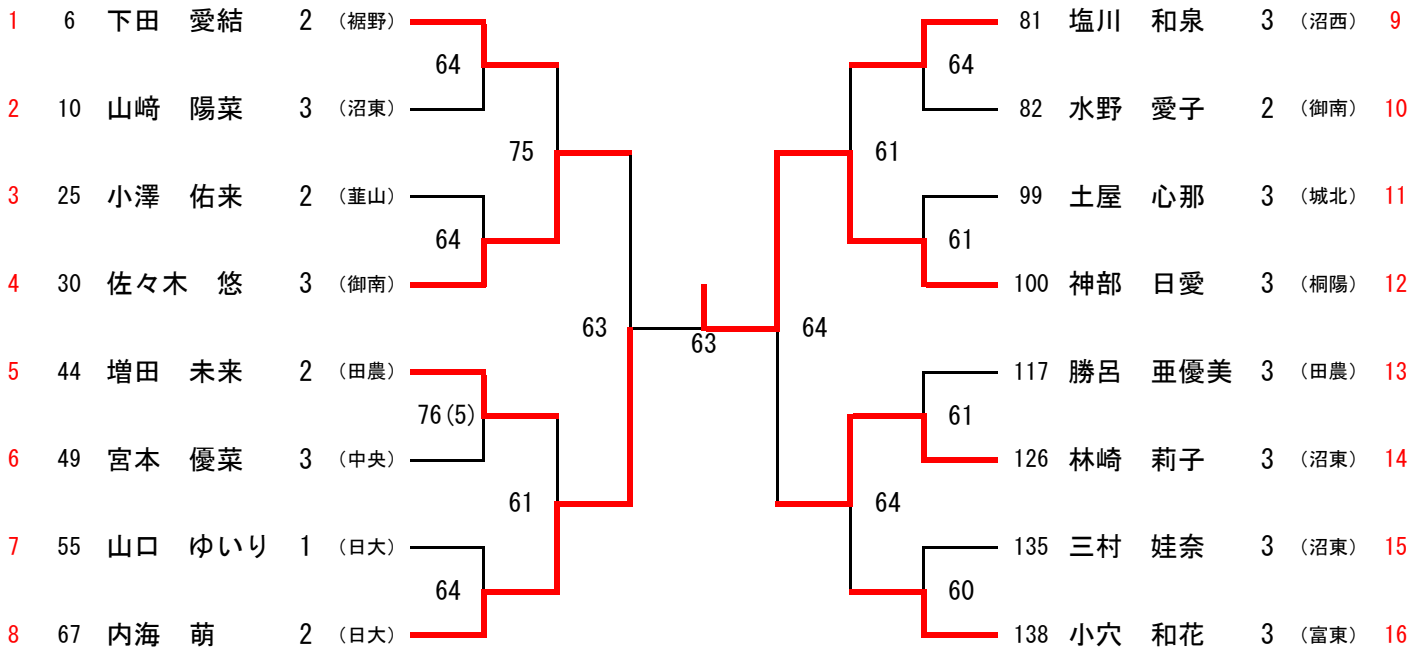 1 6 下田 愛結 2 (裾野) 81 塩川 和泉 3 (沼西) 9
64 64
2 10 山﨑 陽菜 3 (沼東) 82 水野 愛子 2 (御南) 10
75 61
3 25 小澤 佑来 2 (韮山) 99 土屋 心那 3 (城北) 11
64 61
4 30 佐々木 悠 3 (御南) 100 神部 日愛 3 (桐陽) 12
63 63 64
5 44 増田 未来 2 (田農) 117 勝呂 亜優美 3 (田農) 13
76(5) 61
6 49 宮本 優菜 3 (中央) 126 林崎 莉子 3 (沼東) 14
61 64
7 55 山口 ゆいり 1 (日大) 135 三村 娃奈 3 (沼東) 15
64 60
8 67 内海 萌 2 (日大) 138 小穴 和花 3 (富東) 16